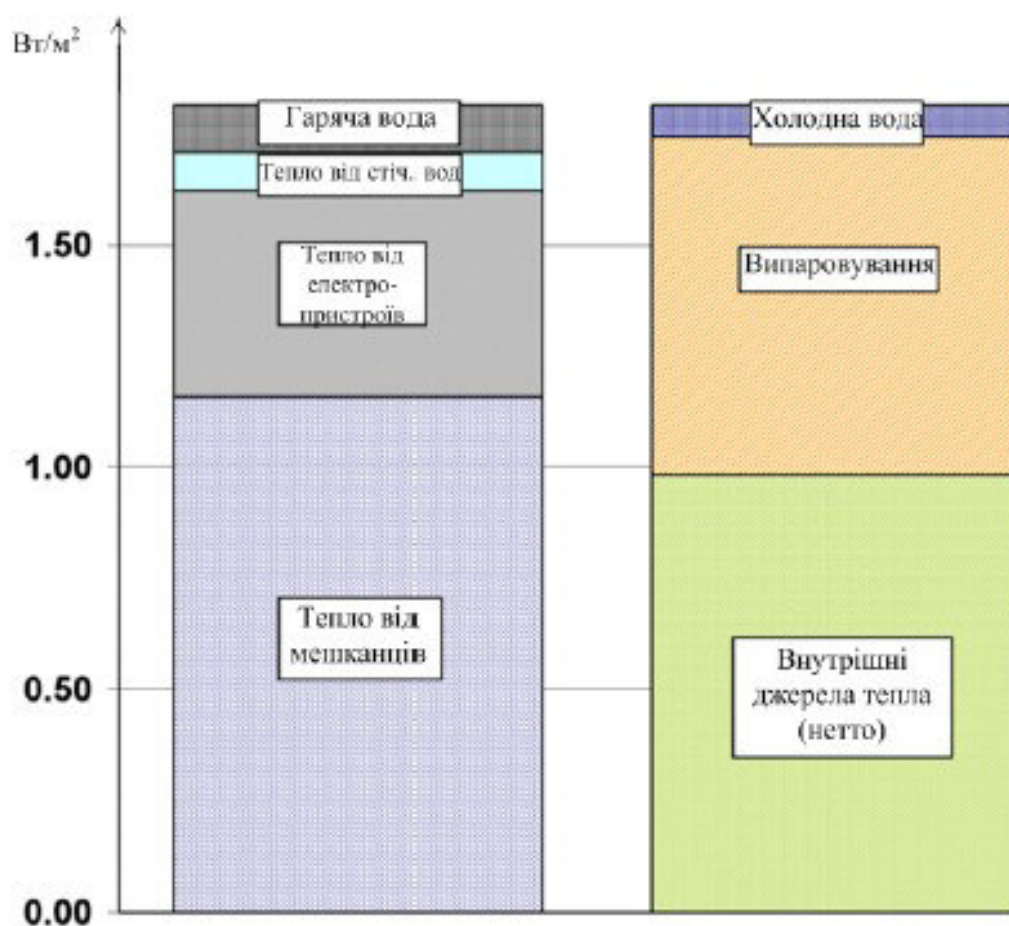 Вт/м²
Гаряча вода
Холодна вода
Тепло від стіч. вод
1.50
Тепло від
електро-
пристроїв
Випаровування
1.00
Тепло від
мешканців
Внутрішні
джерела тепла
(нетто)
0.50
0.00